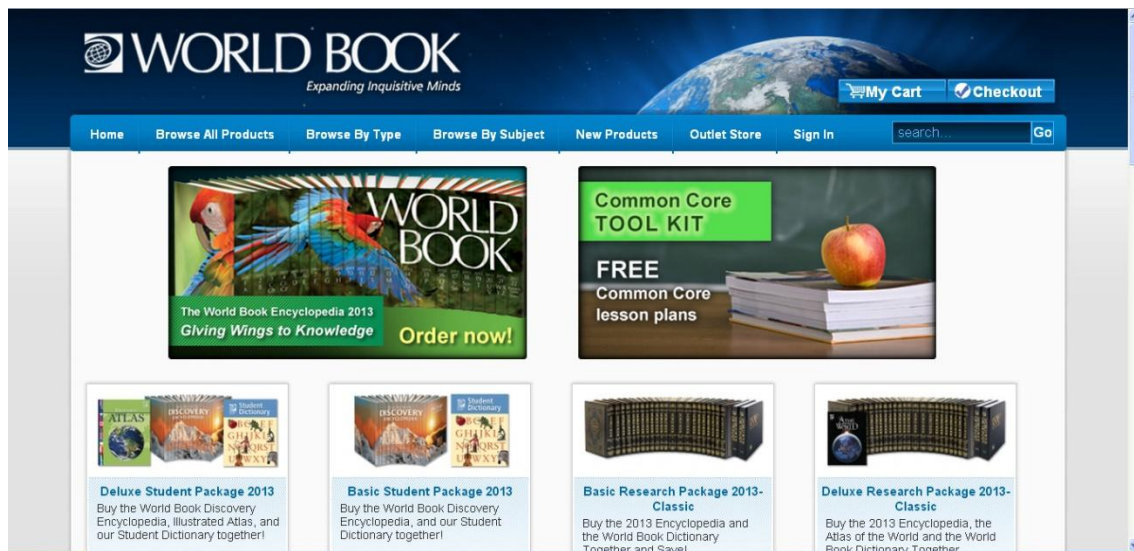 WORLD BOOK
Expanding Inquisitive Minds
My Cart
Checkout
Home
Browse All Products
Browse By Type
Browse By Subject
New Products
Outlet Store
Sign In
search...
Go
WORLD
BOOK
The World Book Encyclopedia 2013
Giving Wings to Knowledge
Order now!
Common Core
TOOL KIT
FREE
Common Core
lesson plans
ATLAS
DISCOVERY
Student
Dictionary
DISCOVERY
Student
Dictionary
Deluxe Student Package 2013
Buy the World Book Discovery
Encyclopedia, Illustrated Atlas, and
our Student Dictionary together!
Basic Student Package 2013
Buy the World Book Discovery
Encyclopedia, and our Student
Dictionary together!
Basic Research Package 2013-
Classic
Buy the 2013 Encyclopedia and
the World Book Dictionary
Together and Save!
Deluxe Research Package 2013-
Classic
Buy the 2013 Encyclopedia, the
Atlas of the World and the World
Book Dictionary Together